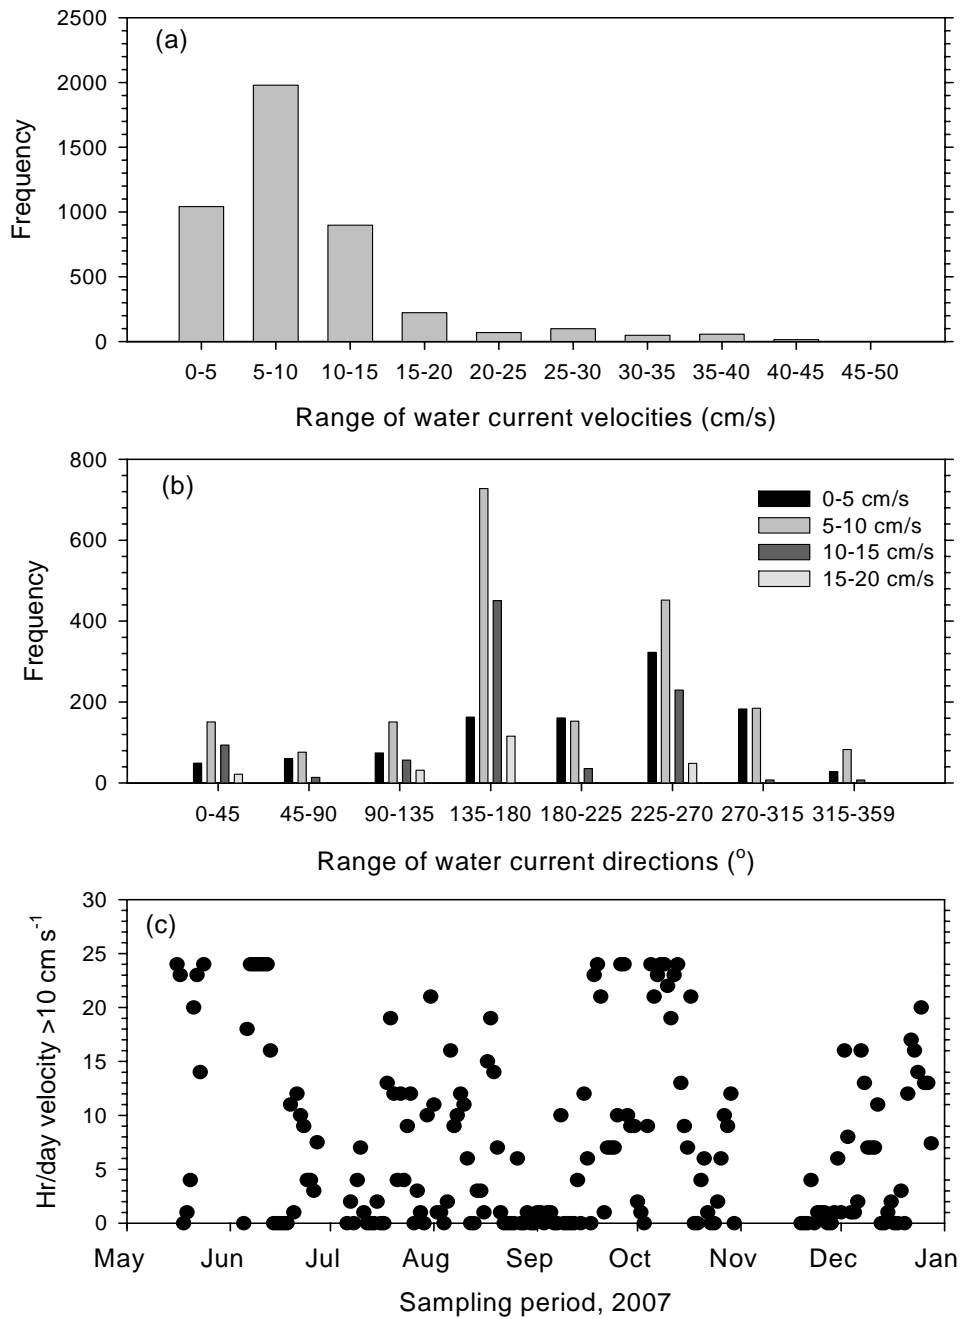 (a)
Frequency
2500
2000
1500
1000
500
0
0-5 5-10 10-15 15-20 20-25 25-30 30-35 35-40 40-45 45-50
Range of water current velocities (cm/s)
(b)
Frequency
800
600
400
200
0
0-5 cm/s
5-10 cm/s
10-15 cm/s
15-20 cm/s
0-45 45-90 90-135 135-180 180-225 225-270 270-315 315-359
Range of water current directions (°)
(c)
Hr/day velocity >10 cm s⁻¹
30
25
20
15
10
5
0
May Jun Jul Aug Sep Oct Nov Dec Jan
Sampling period, 2007